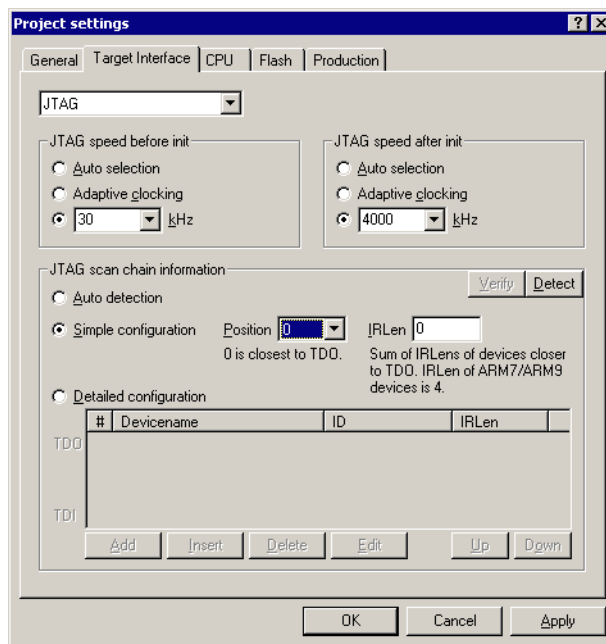 Project settings
General Target Interface CPU Flash Production
JTAG
JTAG speed before init
Auto selection
Adaptive clocking
30 kHz
JTAG speed after init
Auto selection
Adaptive clocking
4000 kHz
JTAG scan chain information
Verify Detect
Auto detection
Simple configuration Position 0 IRLen 0
0 is closest to TDO.
Sum of IRLens of devices closer
to TDO. IRLen of ARM7/ARM9
devices is 4.
Detailed configuration
# Devicename ID IRLen
TDO
TDI
Add Insert Delete Edit Up Down
OK Cancel Apply